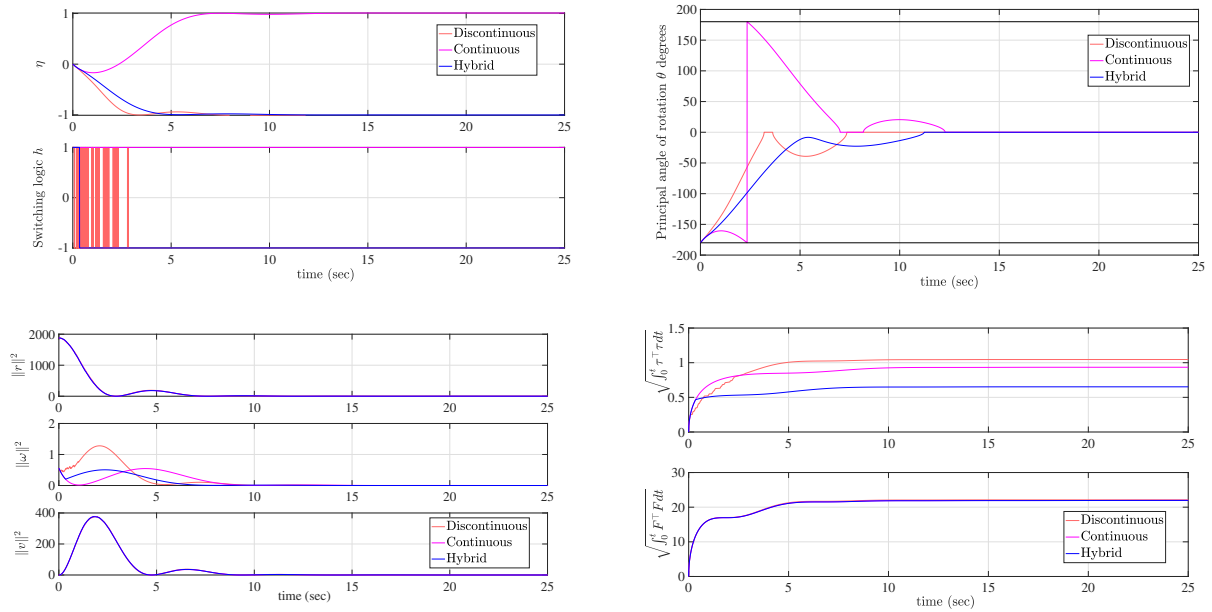 1
0
-1
η
0 5 10 15 20 25
Discontinuous
Continuous
Hybrid
1
0
-1
Switching logic h
0 5 10 15 20 25
time (sec)
200
150
100
50
0
-50
-100
-150
-200
Principal angle of rotation θ degrees
0 5 10 15 20 25
time (sec)
Discontinuous
Continuous
Hybrid
2000
1000
0
||r||²
0 5 10 15 20 25
2
1
0
||ω||²
0 5 10 15 20 25
400
200
0
||v||²
0 5 10 15 20 25
time (sec)
Discontinuous
Continuous
Hybrid
1.5
1
0.5
0
√∫₀ᵗ τ⊤τdt
0 5 10 15 20 25
30
20
10
0
√∫₀ᵗ F⊤Fdt
0 5 10 15 20 25
time (sec)
Discontinuous
Continuous
Hybrid